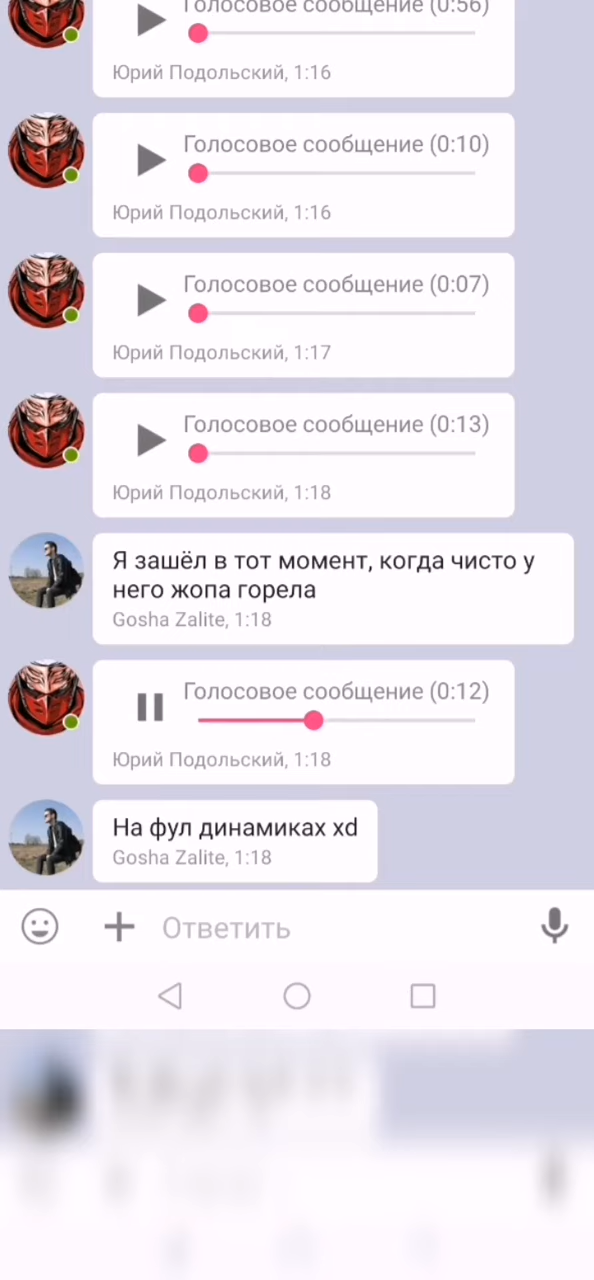 Голосовое сообщение (0:56)
Юрий Подольский, 1:16
Голосовое сообщение (0:10)
Юрий Подольский, 1:16
Голосовое сообщение (0:07)
Юрий Подольский, 1:17
Голосовое сообщение (0:13)
Юрий Подольский, 1:18
Я зашёл в тот момент, когда чисто у
него жопа горела
Gosha Zalite, 1:18
Голосовое сообщение (0:12)
Юрий Подольский, 1:18
На фул динамиках xd
Gosha Zalite, 1:18
Ответить